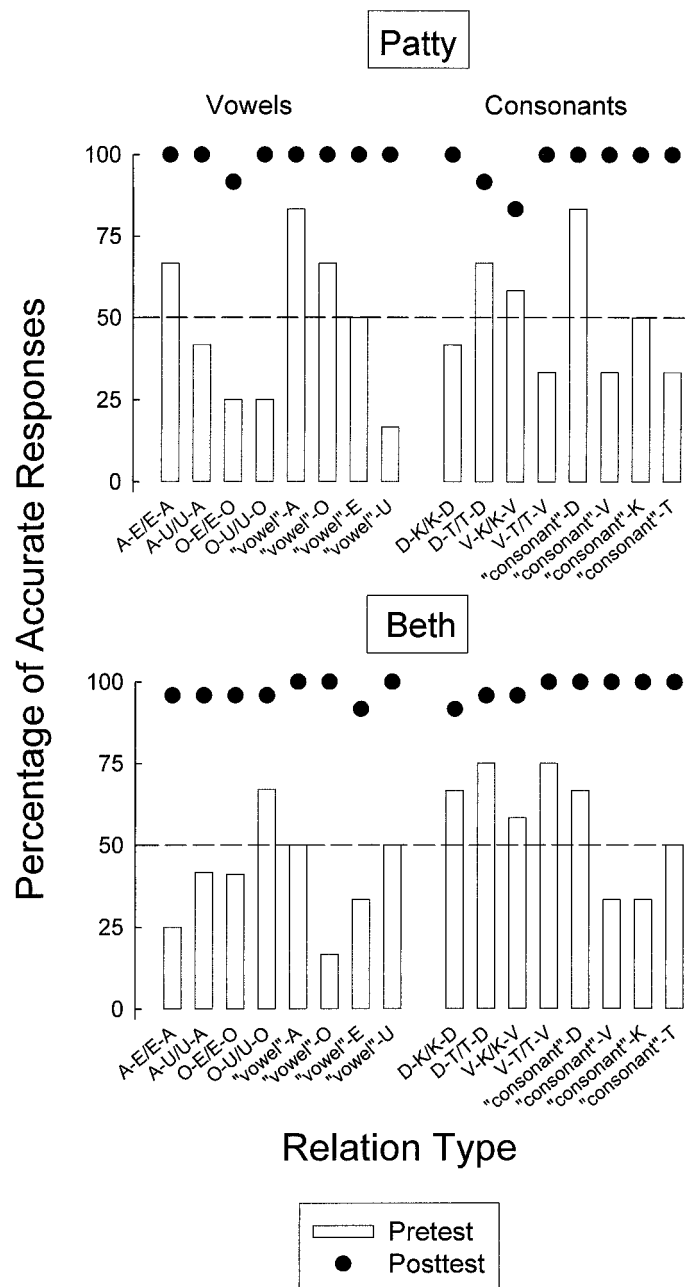 Patty
Vowels Consonants
100
75
50
25
0
A-E/E-A A-U/U-A O-E/E-O O-U/U-O "vowel"-A "vowel"-O "vowel"-E "vowel"-U D-K/K-D D-T/T-D V-K/K-V V-T/T-V "consonant"-D "consonant"-V "consonant"-K "consonant"-T
Beth
100
75
50
25
0
A-E/E-A A-U/U-A O-E/E-O O-U/U-O "vowel"-A "vowel"-O "vowel"-E "vowel"-U D-K/K-D D-T/T-D V-K/K-V V-T/T-V "consonant"-D "consonant"-V "consonant"-K "consonant"-T
Percentage of Accurate Responses
Relation Type
Pretest
Posttest